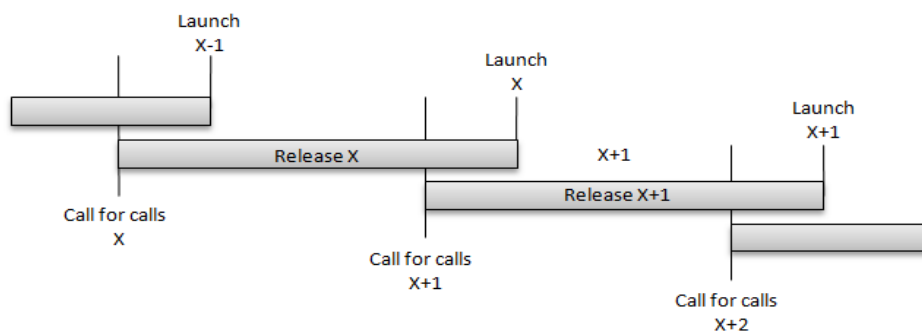 Launch
X-1
Launch
X
Launch
X+1
Release X
X+1
Release X+1
Call for calls
X
Call for calls
X+1
Call for calls
X+2